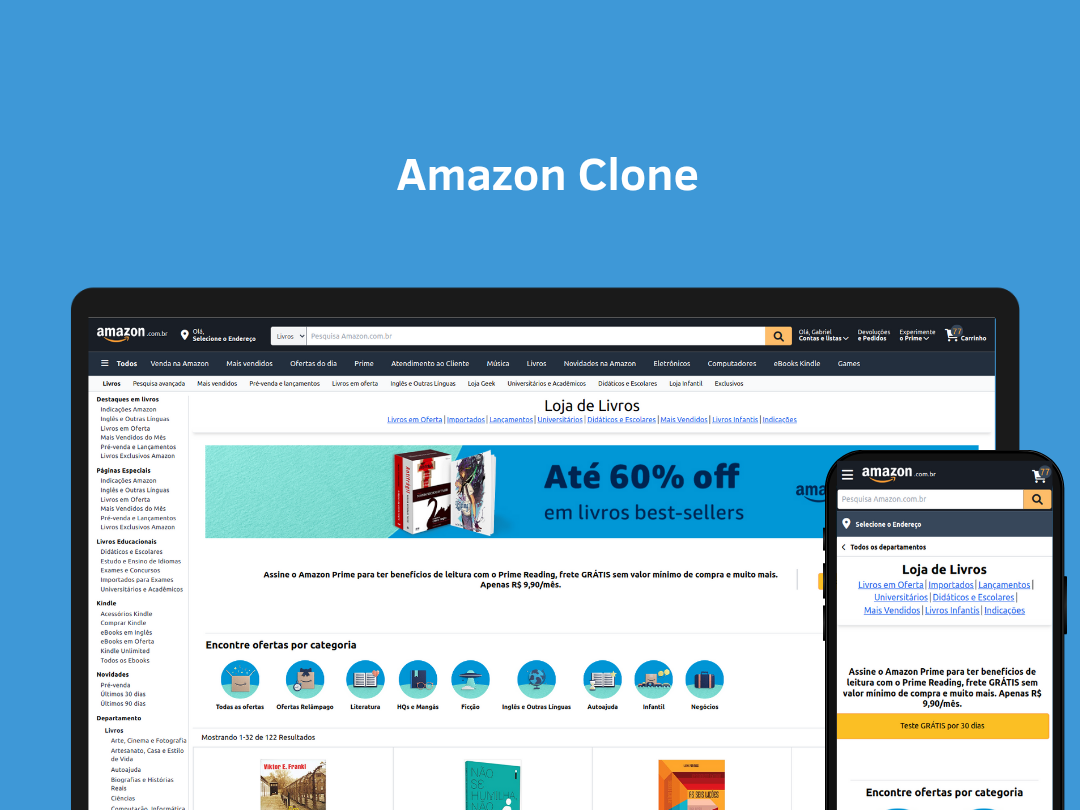 Amazon Clone
amazon.com.br
Olá,
Selecione o Endereço
Livros
Pesquisa Amazon.com.br
Olá, Gabriel
Contas e listas
Devoluções
e Pedidos
Experimente
o Prime
77
Carrinho
Todos Venda na Amazon Mais vendidos Ofertas do dia Prime Atendimento ao Cliente Música Livros Novidades na Amazon Eletrônicos Computadores eBooks Kindle Games
Livros Pesquisa avançada Mais vendidos Pré-venda e lançamentos Livros em oferta Inglês e Outras Línguas Loja Geek Universitários e Acadêmicos Didáticos e Escolares Loja Infantil Exclusivos
Destaques em livros
Indicações Amazon
Inglês e Outras Línguas
Livros em Oferta
Mais Vendidos do Mês
Pré-venda e Lançamentos
Livros Exclusivos Amazon
Páginas Especiais
Indicações Amazon
Inglês e Outras Línguas
Livros em Oferta
Mais Vendidos do Mês
Pré-venda e Lançamentos
Livros Exclusivos Amazon
Livros Educacionais
Didáticos e Escolares
Estudo e Ensino de Idiomas
Exames e Concursos
Importados para Exames
Universitários e Acadêmicos
Kindle
Acessórios Kindle
Comprar Kindle
eBooks em Inglês
eBooks em Oferta
Kindle Unlimited
Todos os Ebooks
Novidades
Pré-venda
Últimos 30 dias
Últimos 90 dias
Departamento
Livros
Arte, Cinema e Fotografia
Artesanato, Casa e Estilo
de Vida
Autoajuda
Biografias e Histórias
Reais
Ciências
Computação, Informática
Loja de Livros
Livros em Oferta | Importados | Lançamentos | Universitários | Didáticos e Escolares | Mais Vendidos | Livros Infantis | Indicações
Até 60% off
em livros best-sellers
ama
Assine o Amazon Prime para ter benefícios de leitura com o Prime Reading, frete GRÁTIS sem valor mínimo de compra e muito mais.
Apenas R$ 9,90/mês.
Encontre ofertas por categoria
Todas as ofertas Ofertas Relâmpago Literatura HQs e Mangás Ficção Inglês e Outras Línguas Autoajuda Infantil Negócios
Mostrando 1-32 de 122 Resultados
Viktor E. Frankl
NÃO
SE
HUMILHA
NÃO
AS SEIS LIÇÕES
amazon.com.br
77
Pesquisa Amazon.com.br
Selecione o Endereço
Todos os departamentos
Loja de Livros
Livros em Oferta | Importados | Lançamentos |
Universitários | Didáticos e Escolares |
Mais Vendidos | Livros Infantis | Indicações
Assine o Amazon Prime para ter benefícios de
leitura com o Prime Reading, frete GRÁTIS sem
valor mínimo de compra e muito mais. Apenas R$
9,90/mês.
Teste GRÁTIS por 30 dias
Encontre ofertas por categoria